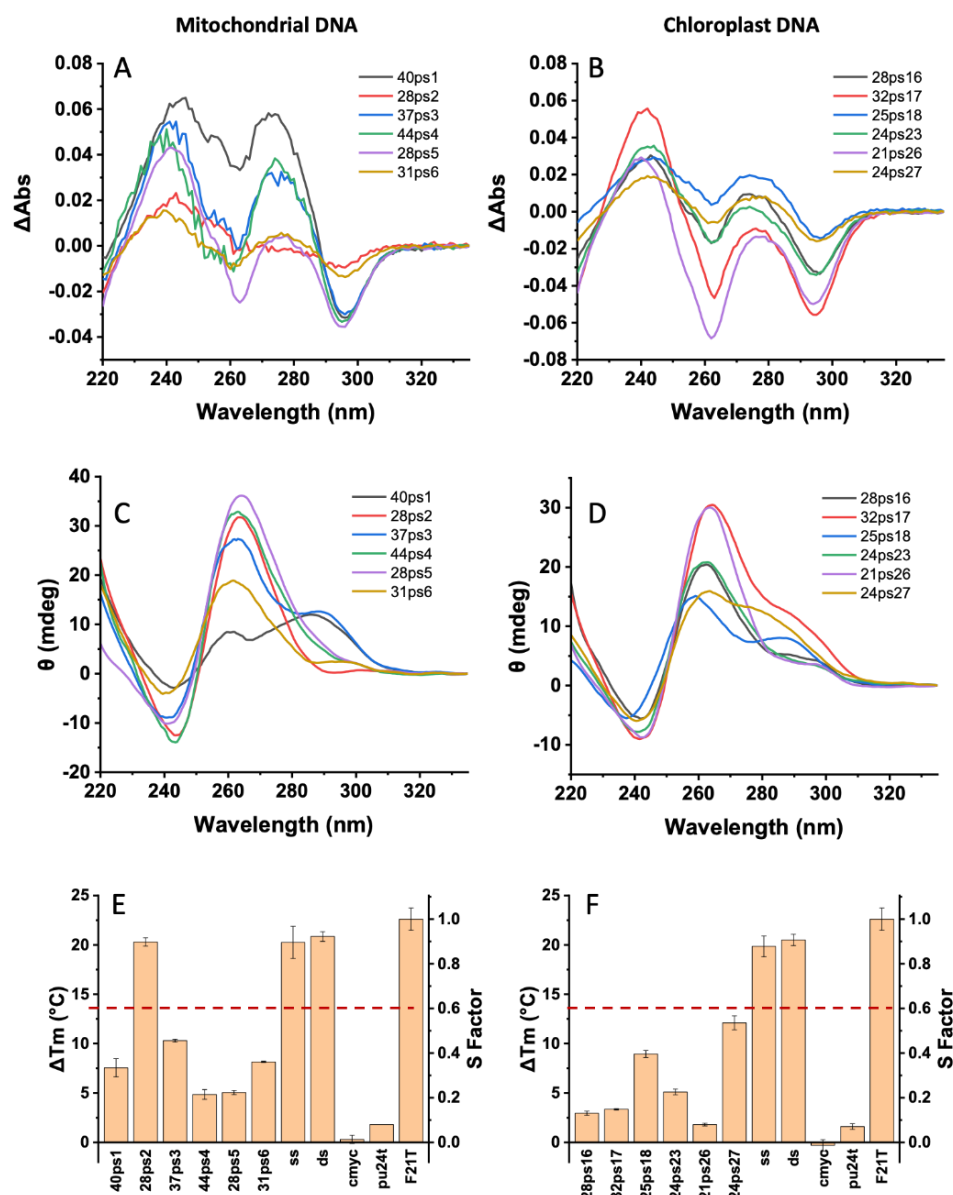 Mitochondrial DNA
Chloroplast DNA
A
0.08
0.06
0.04
0.02
0.00
-0.02
-0.04
ΔAbs
40ps1
28ps2
37ps3
44ps4
28ps5
31ps6
220 240 260 280 300 320
Wavelength (nm)
B
0.08
0.06
0.04
0.02
0.00
-0.02
-0.04
-0.06
-0.08
ΔAbs
28ps16
32ps17
25ps18
24ps23
21ps26
24ps27
220 240 260 280 300 320
Wavelength (nm)
C
40
30
20
10
0
-10
-20
θ (mdeg)
40ps1
28ps2
37ps3
44ps4
28ps5
31ps6
220 240 260 280 300 320
Wavelength (nm)
D
30
20
10
0
-10
θ (mdeg)
28ps16
32ps17
25ps18
24ps23
21ps26
24ps27
220 240 260 280 300 320
Wavelength (nm)
E
25
20
15
10
5
0
ΔTm (°C)
1.0
0.8
0.6
0.4
0.2
0.0
S Factor
40ps1 28ps2 37ps3 44ps4 28ps5 31ps6 ss ds cmyc pu24t F21T
F
25
20
15
10
5
0
ΔTm (°C)
1.0
0.8
0.6
0.4
0.2
0.0
S Factor
28ps16 32ps17 25ps18 24ps23 21ps26 24ps27 ss ds cmyc pu24t F21T